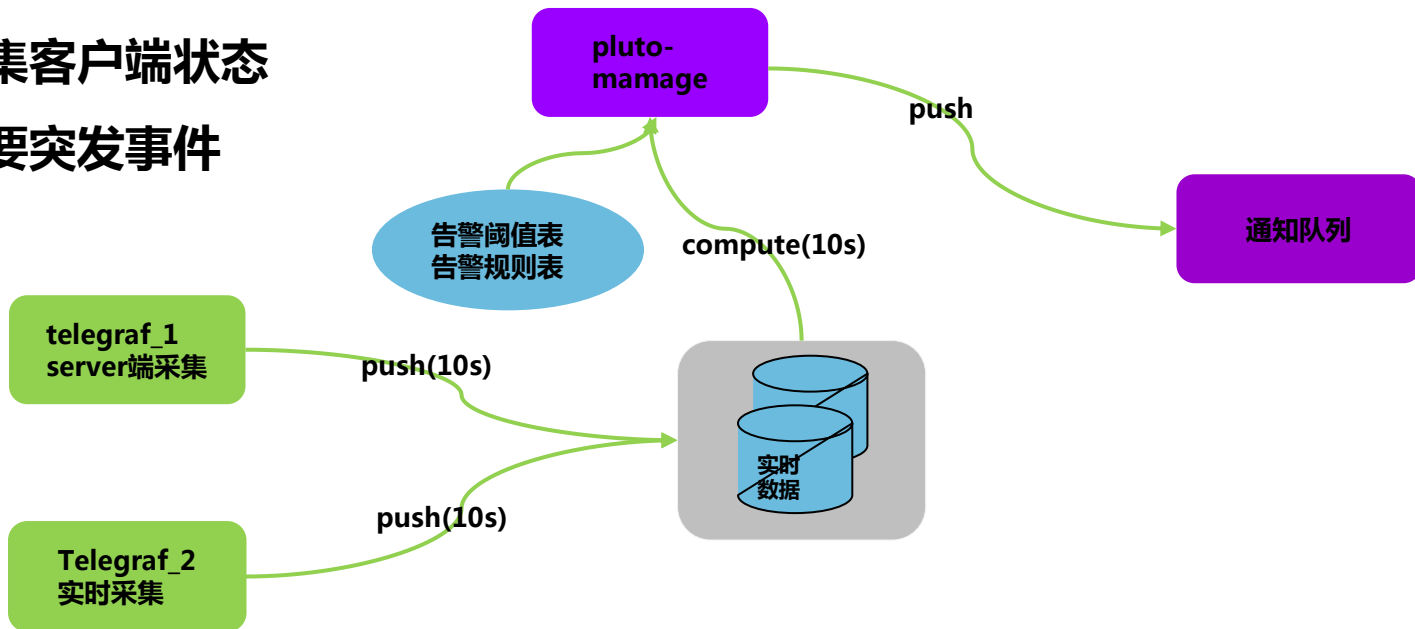 集客户端状态
要突发事件
pluto-
mamage
push
通知队列
告警阈值表
告警规则表
compute(10s)
telegraf_1
server端采集
push(10s)
实时
数据
push(10s)
Telegraf_2
实时采集